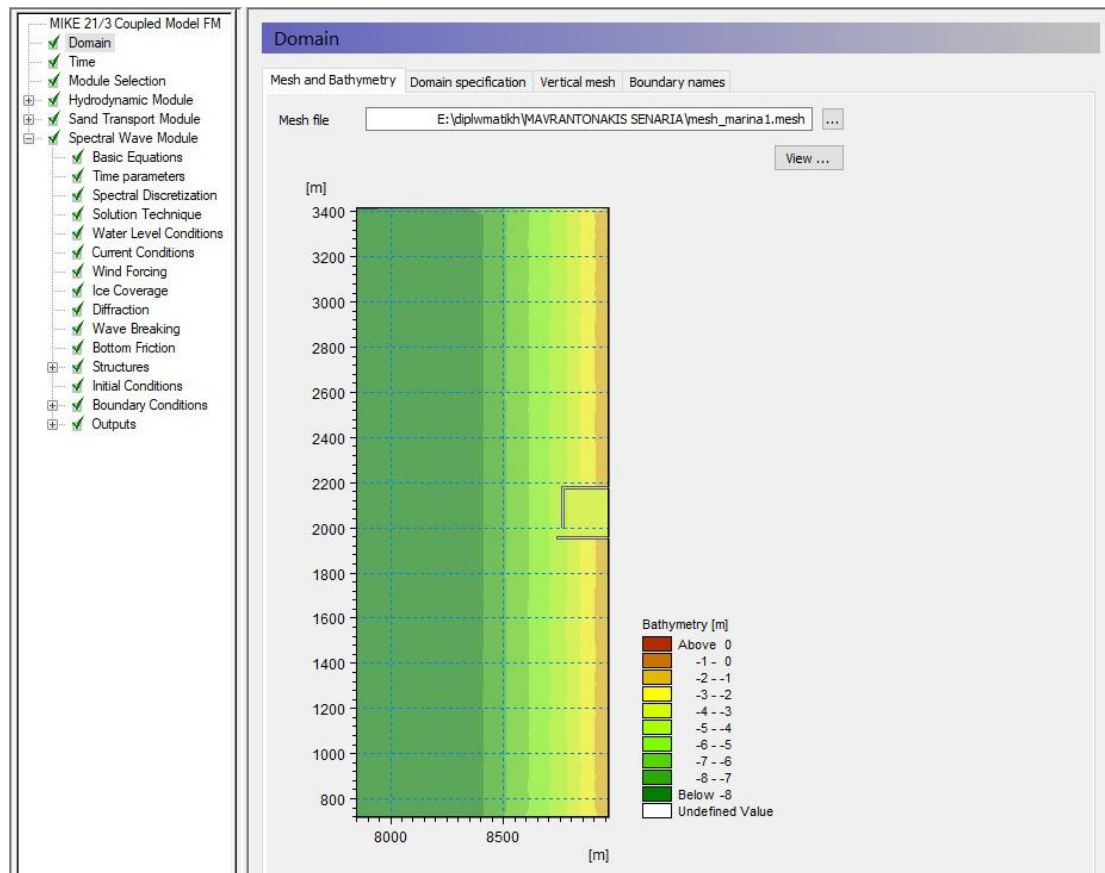 MIKE 21/3 Coupled Model FM
Domain
Time
Module Selection
Hydrodynamic Module
Sand Transport Module
Spectral Wave Module
Basic Equations
Time parameters
Spectral Discretization
Solution Technique
Water Level Conditions
Current Conditions
Wind Forcing
Ice Coverage
Diffraction
Wave Breaking
Bottom Friction
Structures
Initial Conditions
Boundary Conditions
Outputs
Domain
Mesh and Bathymetry Domain specification Vertical mesh Boundary names
Mesh file E:\diplwmatikh\MAVRANTONAKIS SENARIA\mesh_marina1.mesh ...
View ...
[m]
3400
3200
3000
2800
2600
2400
2200
2000
1800
1600
1400
1200
1000
800
8000 8500
[m]
Bathymetry [m]
Above 0
-1 - 0
-2 - -1
-3 - -2
-4 - -3
-5 - -4
-6 - -5
-7 - -6
-8 - -7
Below -8
Undefined Value